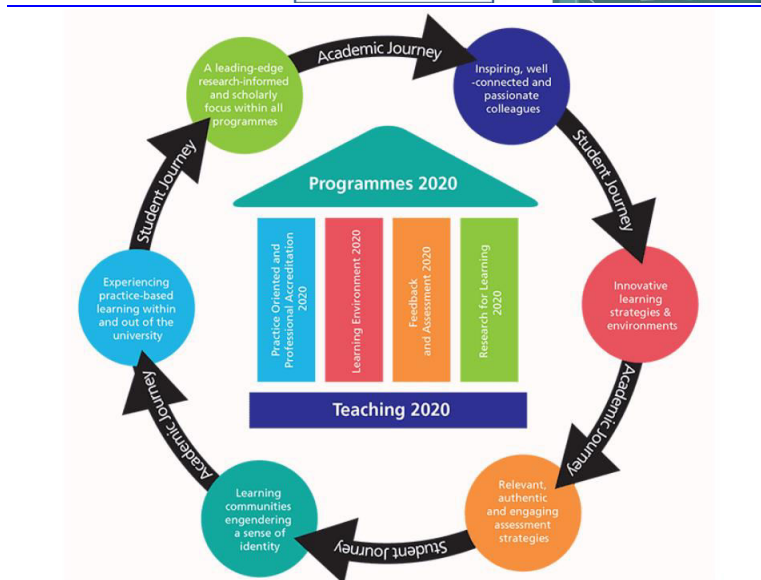 Academic Journey
A leading-edge
research-informed
and scholarly
focus within all
programmes
Inspiring, well
-connected and
passionate
colleagues
Student Journey
Student Journey
Programmes 2020
Practice Oriented and
Professional Accreditation
2020
Learning Environment 2020
Feedback
and Assessment 2020
Research for Learning
2020
Experiencing
practice-based
learning within
and out of the
university
Innovative
learning
strategies &
environments
Teaching 2020
Academic Journey
Academic Journey
Learning
communities
engendering
a sense of
identity
Relevant,
authentic
and engaging
assessment
strategies
Student Journey